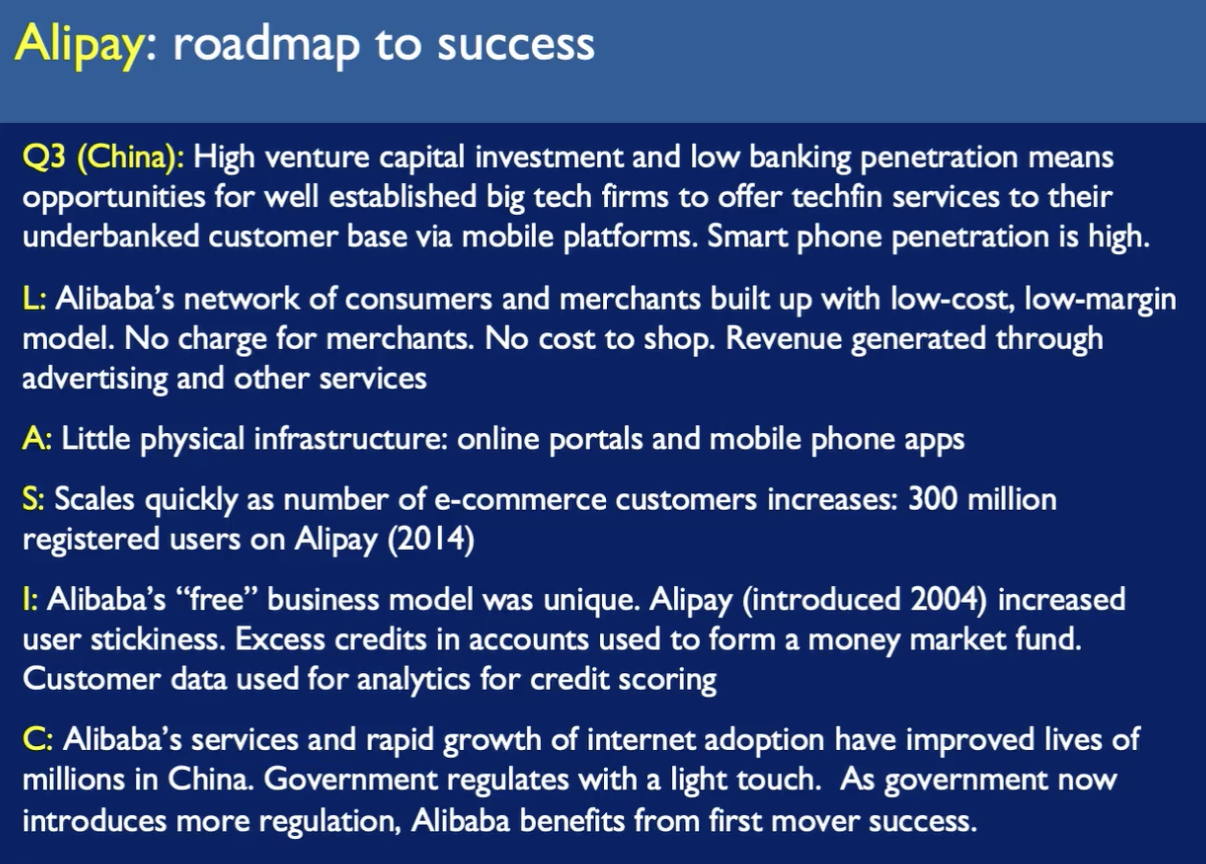 Alipay: roadmap to success
Q3 (China): High venture capital investment and low banking penetration means
opportunities for well established big tech firms to offer techfin services to their
underbanked customer base via mobile platforms. Smart phone penetration is high.
L: Alibaba’s network of consumers and merchants built up with low-cost, low-margin
model. No charge for merchants. No cost to shop. Revenue generated through
advertising and other services
A: Little physical infrastructure: online portals and mobile phone apps
S: Scales quickly as number of e-commerce customers increases: 300 million
registered users on Alipay (2014)
I: Alibaba’s “free” business model was unique. Alipay (introduced 2004) increased
user stickiness. Excess credits in accounts used to form a money market fund.
Customer data used for analytics for credit scoring
C: Alibaba’s services and rapid growth of internet adoption have improved lives of
millions in China. Government regulates with a light touch.  As government now
introduces more regulation, Alibaba benefits from first mover success.